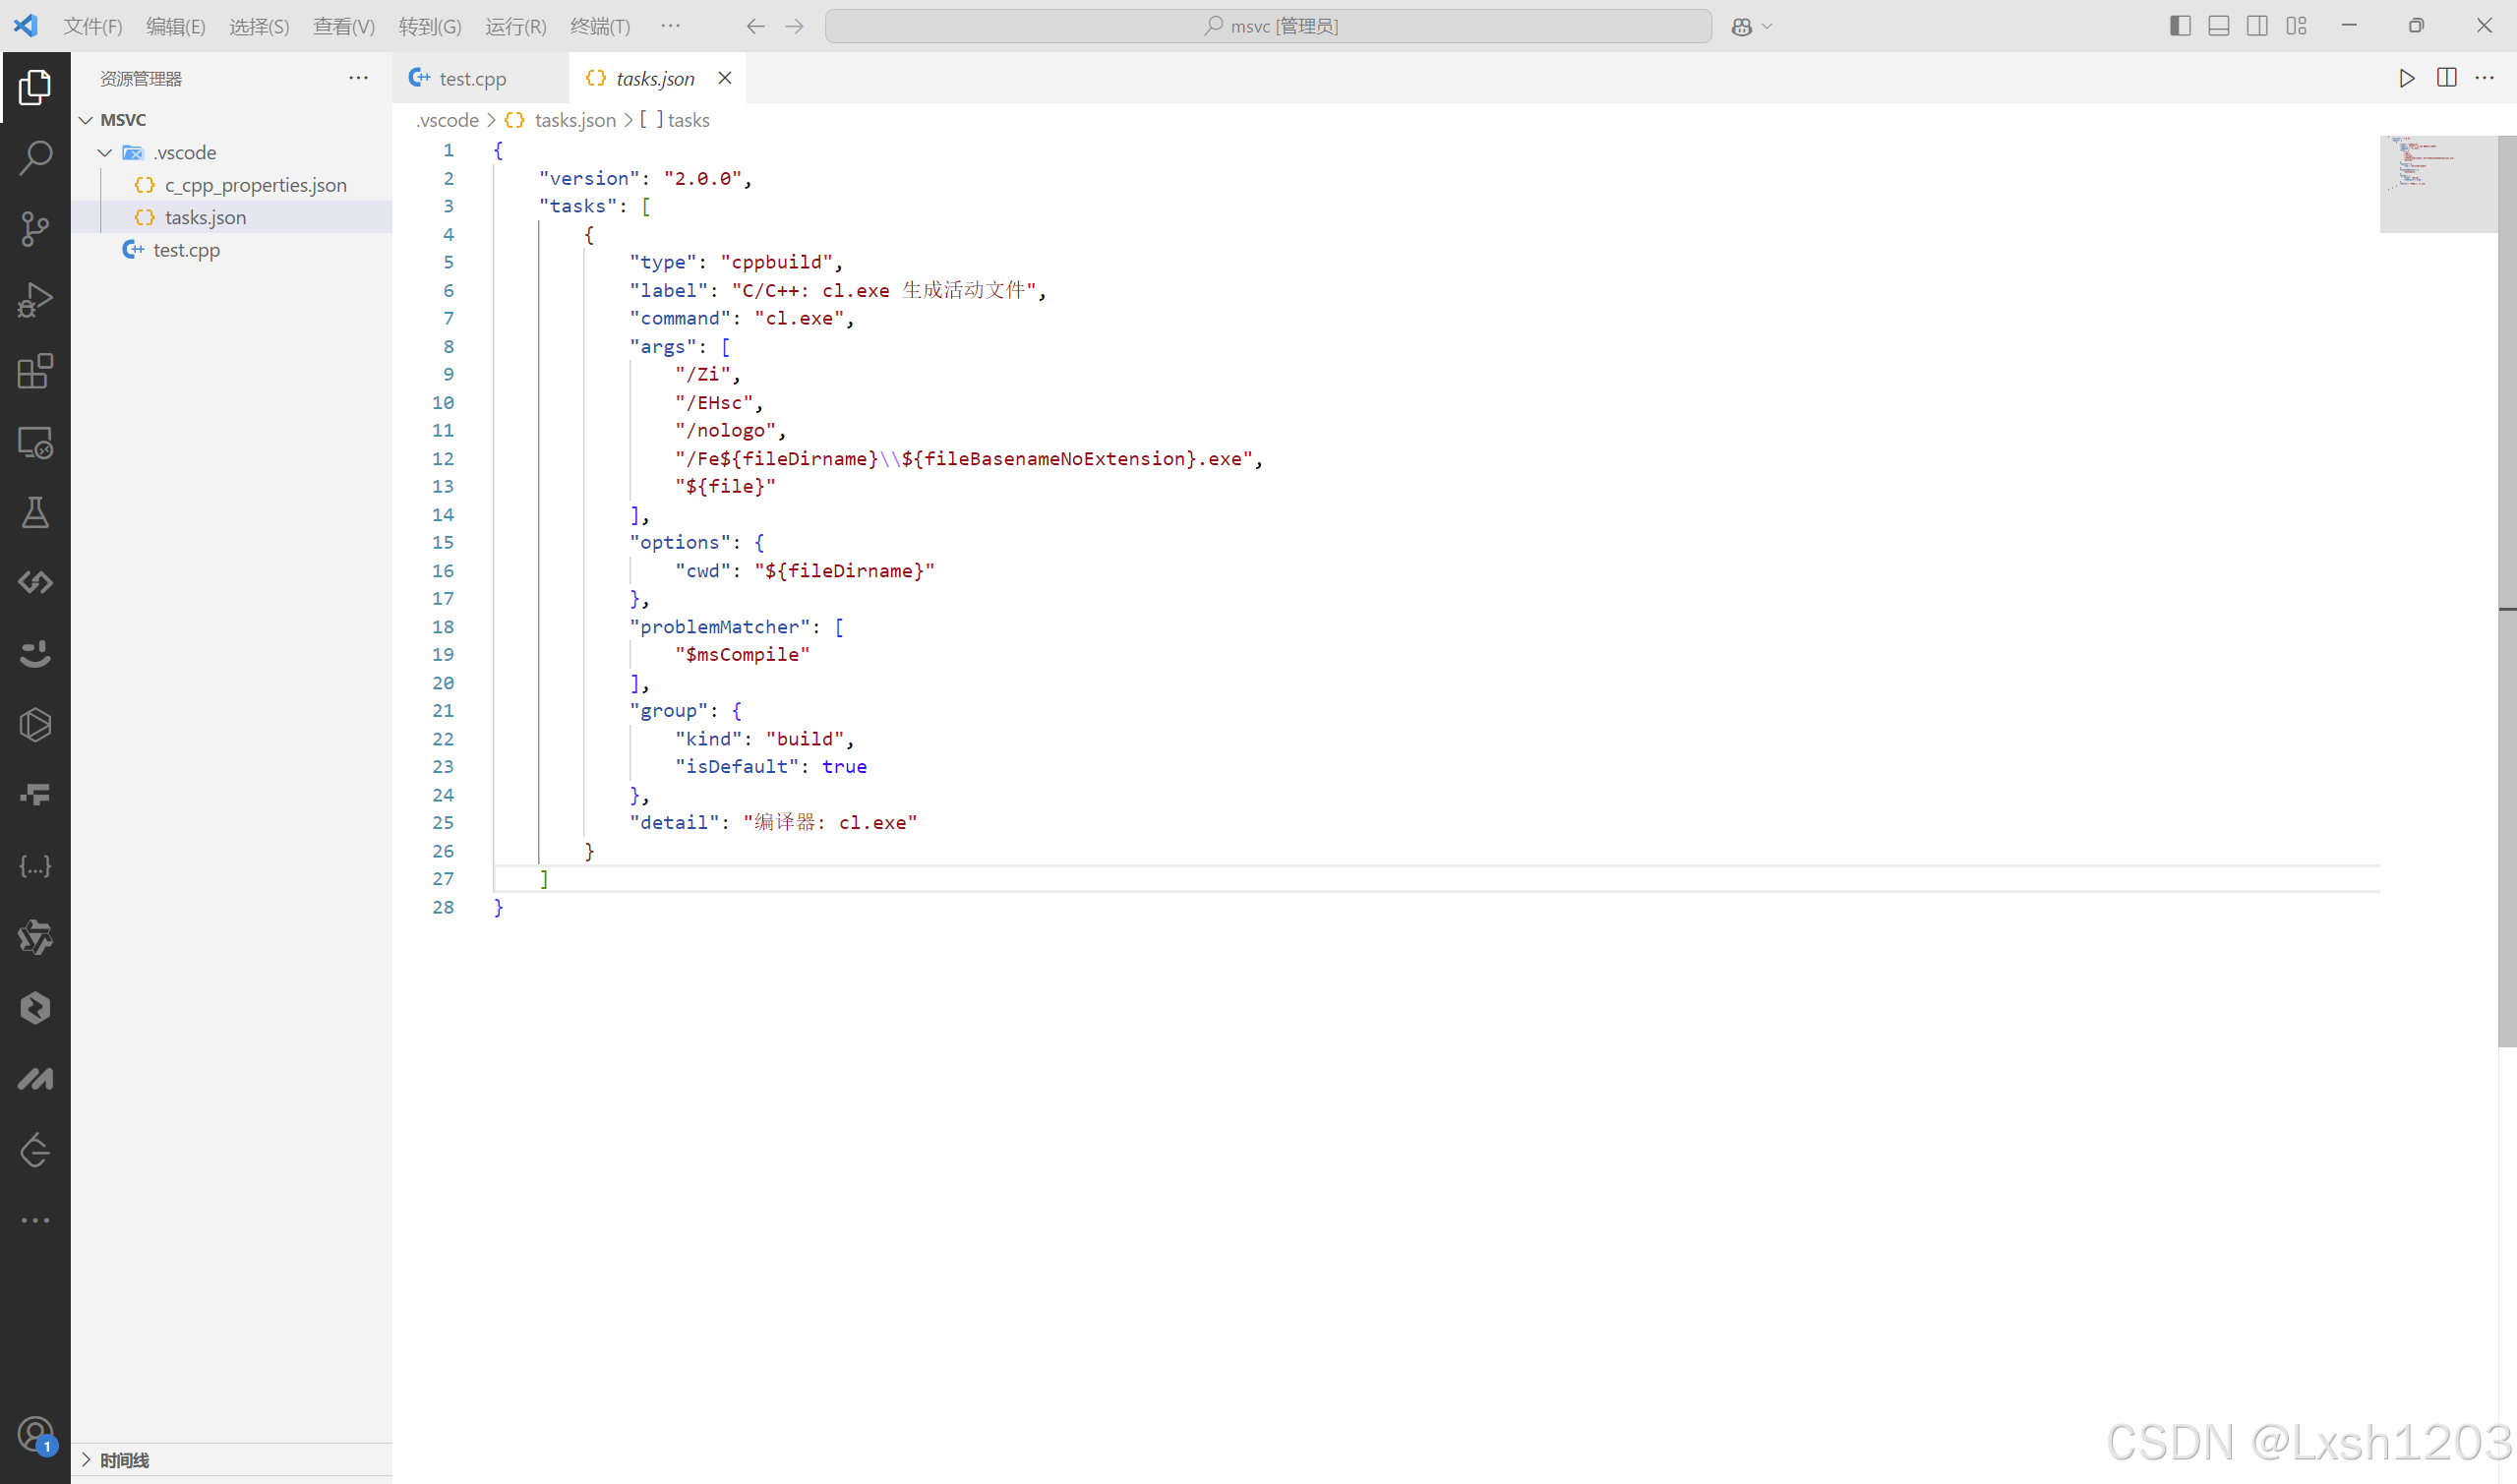 文件(F) 编辑(E) 选择(S) 查看(V) 转到(G) 运行(R) 终端(T) ··· msvc [管理员]
资源管理器 ···
MSVC
.vscode
c_cpp_properties.json
tasks.json
test.cpp
时间线
1
test.cpp tasks.json
.vscode > {} tasks.json > [ ] tasks
1 {
2     "version": "2.0.0",
3     "tasks": [
4         {
5             "type": "cppbuild",
6             "label": "C/C++: cl.exe 生成活动文件",
7             "command": "cl.exe",
8             "args": [
9                 "/Zi",
10                 "/EHsc",
11                 "/nologo",
12                 "/Fe${fileDirname}\\${fileBasenameNoExtension}.exe",
13                 "${file}"
14             ],
15             "options": {
16                 "cwd": "${fileDirname}"
17             },
18             "problemMatcher": [
19                 "$msCompile"
20             ],
21             "group": {
22                 "kind": "build",
23                 "isDefault": true
24             },
25             "detail": "编译器: cl.exe"
26         }
27     ]
28 }
CSDN @Lxsh1203